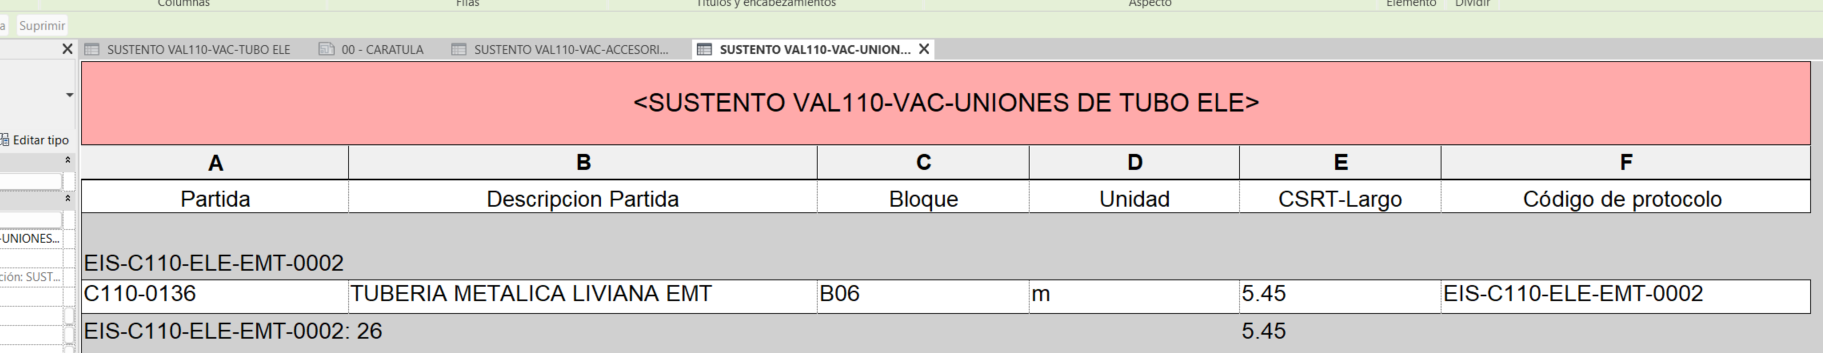 Columnas Filas Títulos y encabezamientos Aspecto Elemento Dividir
a Suprimir
SUSTENTO VAL110-VAC-TUBO ELE 00 - CARATULA SUSTENTO VAL110-VAC-ACCESORI... SUSTENTO VAL110-VAC-UNION...
<SUSTENTO VAL110-VAC-UNIONES DE TUBO ELE>
Editar tipo
A B C D E F
Partida Descripcion Partida Bloque Unidad CSRT-Largo Código de protocolo
-UNIONES...
EIS-C110-ELE-EMT-0002
ción: SUST...
C110-0136 TUBERIA METALICA LIVIANA EMT B06 m 5.45 EIS-C110-ELE-EMT-0002
EIS-C110-ELE-EMT-0002: 26 5.45